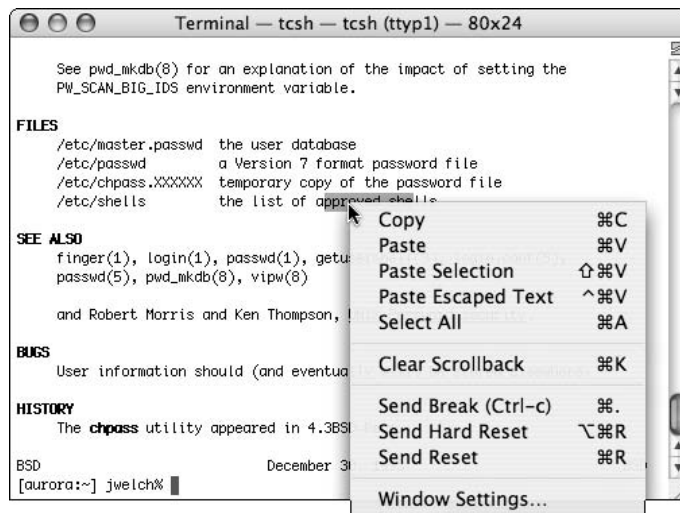 Terminal — tcsh — tcsh (ttyp1) — 80x24
See pwd_mkdb(8) for an explanation of the impact of setting the
PW_SCAN_BIG_IDS environment variable.
FILES
/etc/master.passwd the user database
/etc/passwd a Version 7 format password file
/etc/chpass.XXXXXX temporary copy of the password file
/etc/shells the list of approved shells
SEE ALSO
finger(1), login(1), passwd(1),
passwd(5), pwd_mkdb(8), vipw(8)
and Robert Morris and Ken Thompson,
BUGS
User information should (and
HISTORY
The chpass utility appeared in
BSD December
[aurora:~] jwelch%
Copy ⌘C
Paste ⌘V
Paste Selection ⇧⌘V
Paste Escaped Text ^⌘V
Select All ⌘A
Clear Scrollback ⌘K
Send Break (Ctrl-c) ⌘.
Send Hard Reset ⌥⌘R
Send Reset ⌘R
Window Settings...